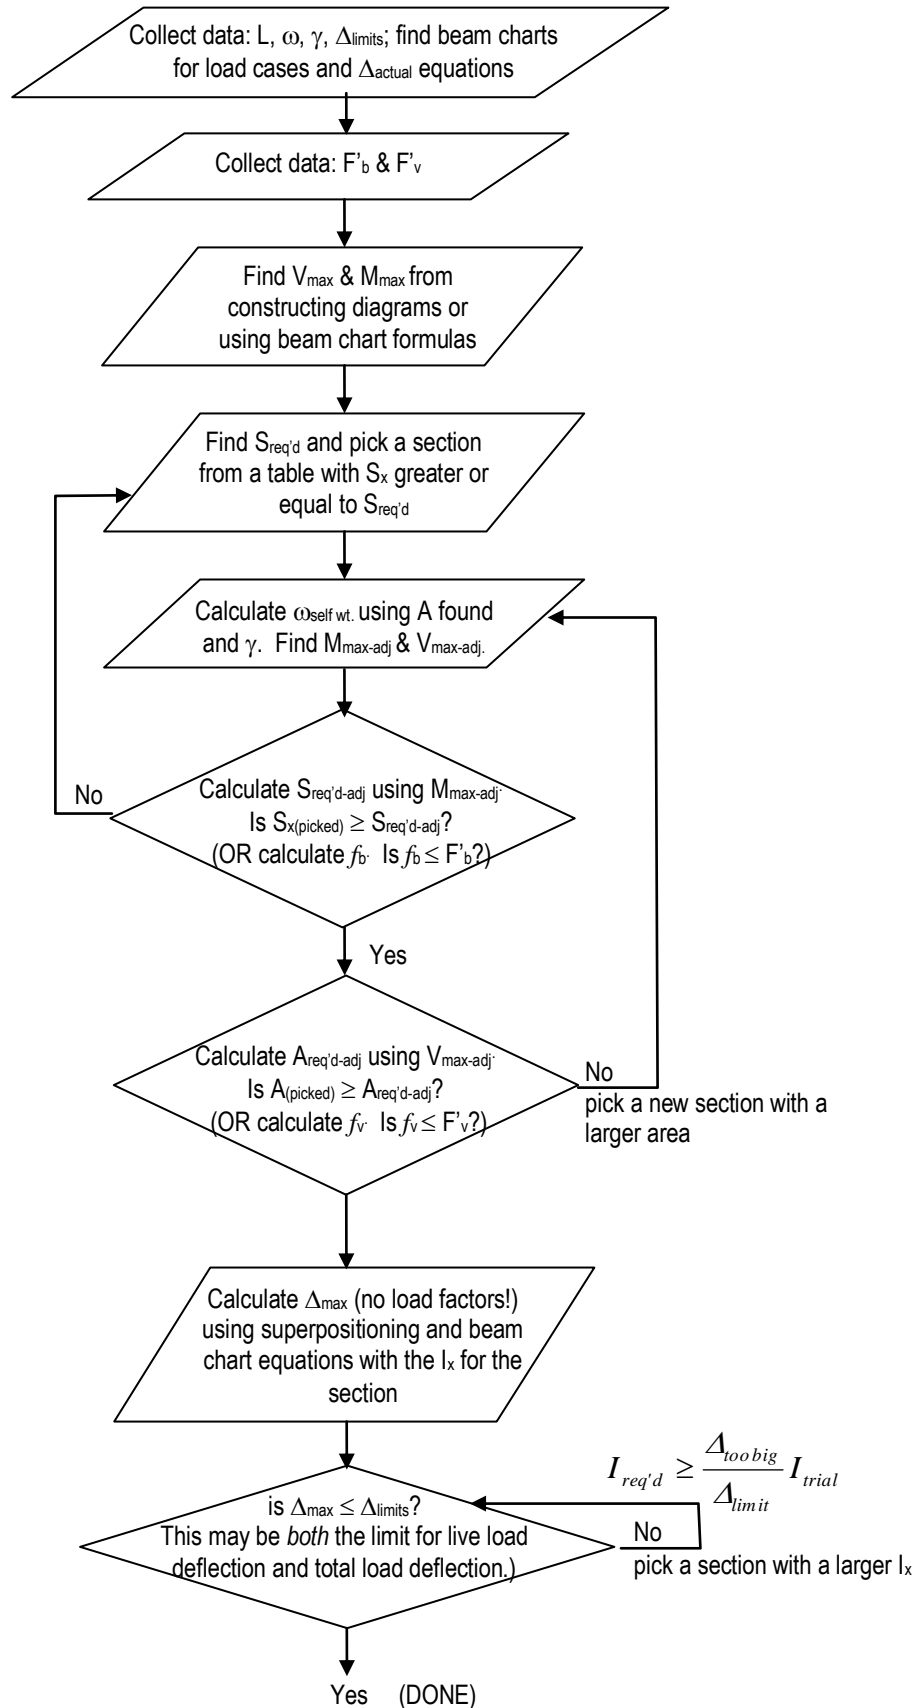 Collect data: L, ω, γ, Δlimits; find beam charts
for load cases and Δactual equations
Collect data: F'b & F'v
Find Vmax & Mmax from
constructing diagrams or
using beam chart formulas
Find Sreq'd and pick a section
from a table with Sx greater or
equal to Sreq'd
Calculate ωself wt. using A found
and γ. Find Mmax-adj & Vmax-adj.
No
Calculate Sreq'd-adj using Mmax-adj.
Is Sx(picked) ≥ Sreq'd-adj?
(OR calculate fb. Is fb ≤ F'b?)
Yes
Calculate Areq'd-adj using Vmax-adj.
Is A(picked) ≥ Areq'd-adj?
(OR calculate fv. Is fv ≤ F'v?)
No
pick a new section with a
larger area
Calculate Δmax (no load factors!)
using superpositioning and beam
chart equations with the Ix for the
section
I req'd ≥ Δtoo big / Δlimit I trial
is Δmax ≤ Δlimits?
This may be both the limit for live load
deflection and total load deflection.)
No
pick a section with a larger Ix
Yes (DONE)